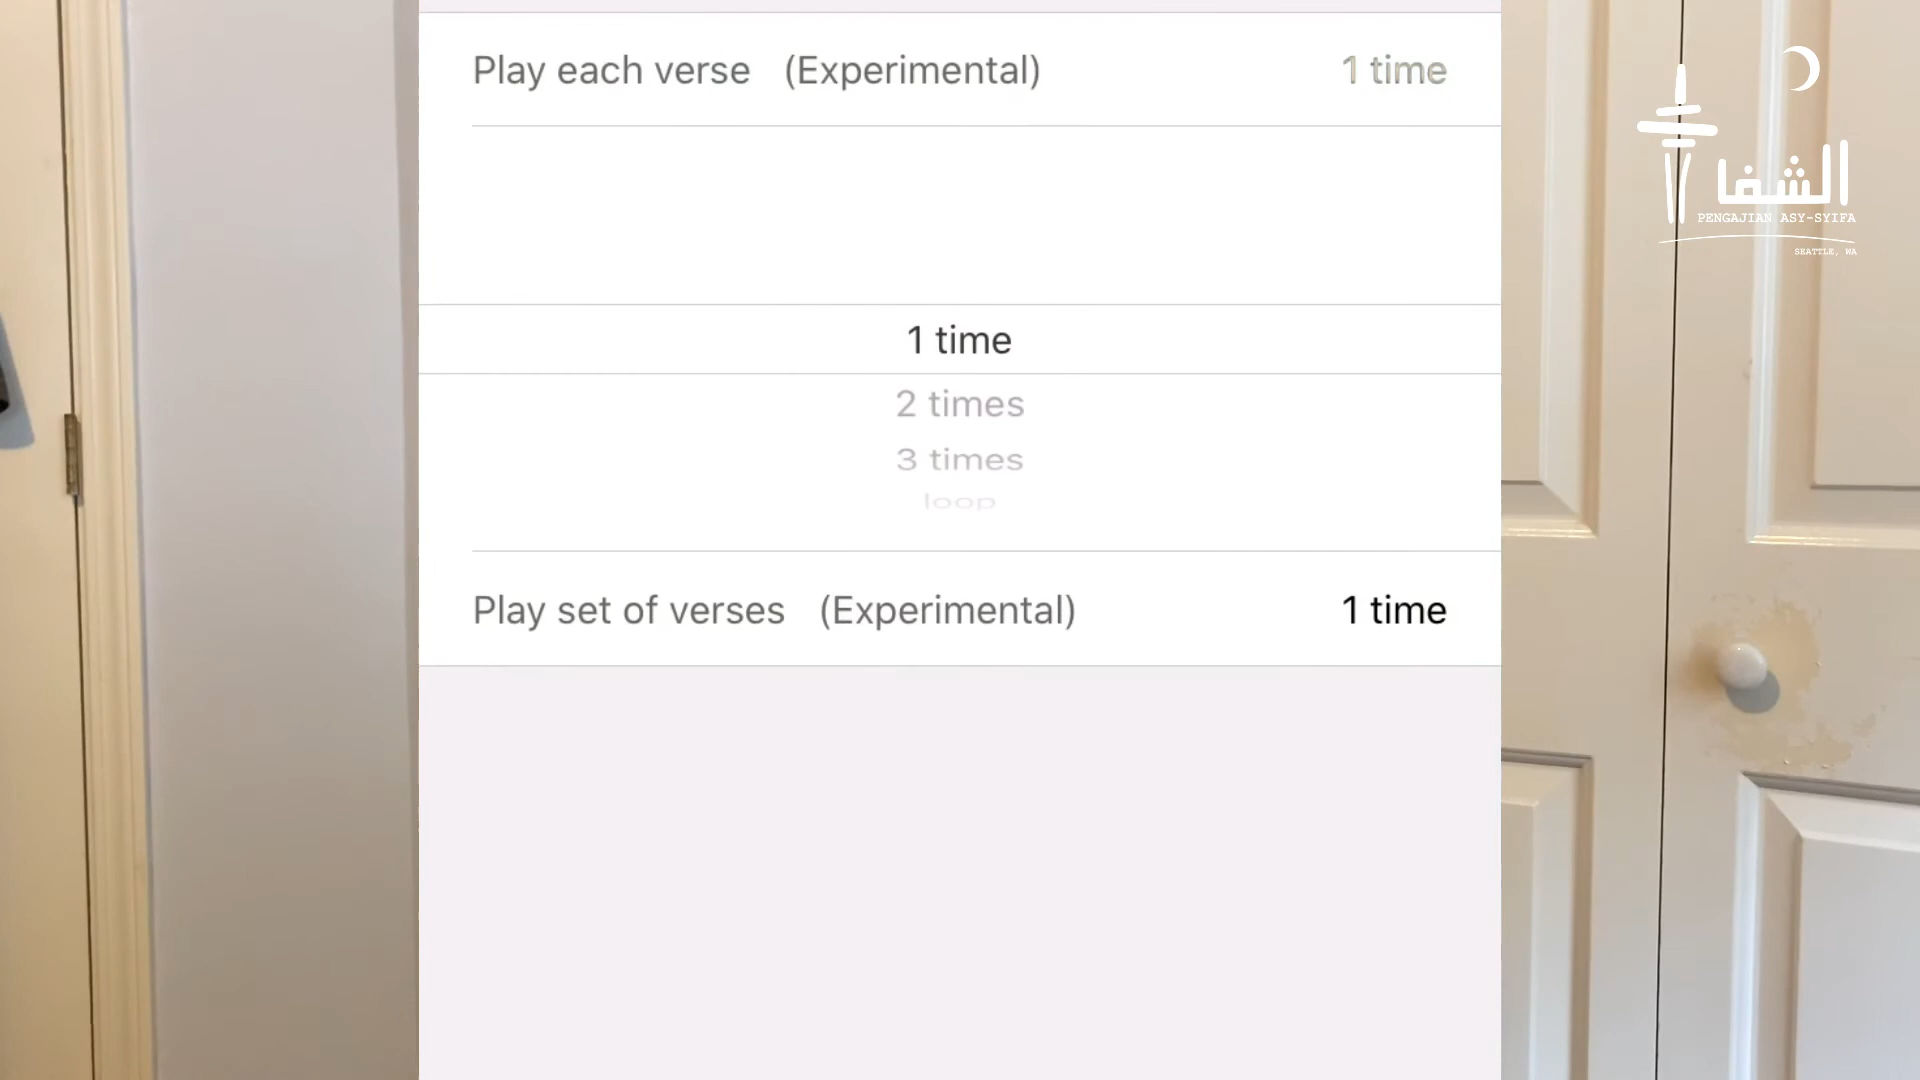 Play each verse (Experimental) 1 time
1 time
2 times
3 times
loop
Play set of verses (Experimental) 1 time
الشفا
PENGAJIAN ASY-SYIFA
SEATTLE, WA